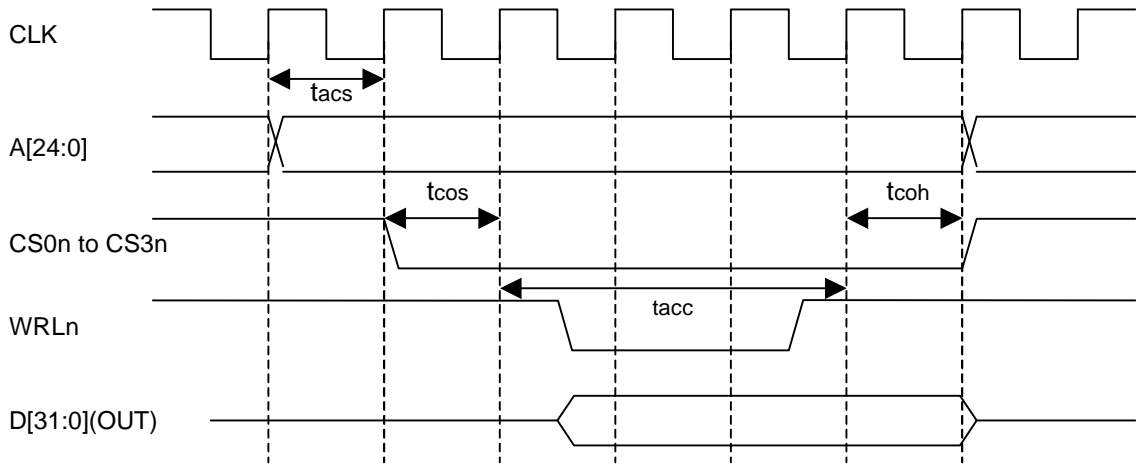 CLK
tacs
A[24:0]
tcos
tcoh
CS0n to CS3n
tacc
WRLn
D[31:0](OUT)